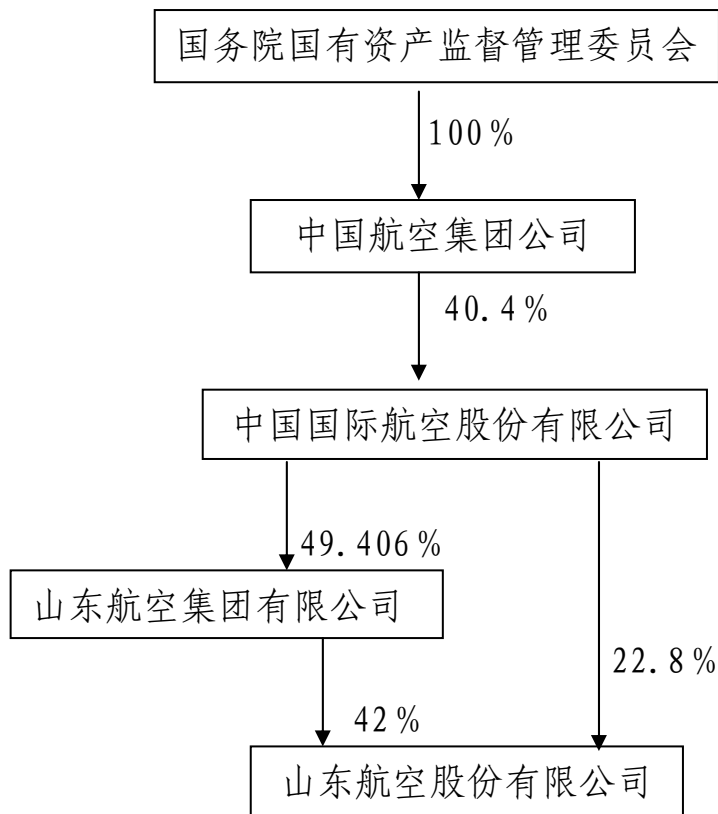 国务院国有资产监督管理委员会
100%
中国航空集团公司
40.4%
中国国际航空股份有限公司
49.406%
山东航空集团有限公司
22.8%
42%
山东航空股份有限公司